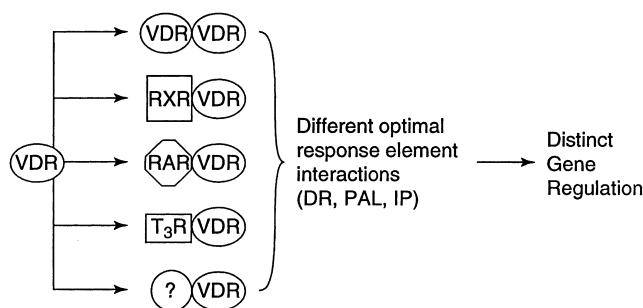 VDR
VDR VDR
RXR VDR
RAR VDR
T₃R VDR
? VDR
Different optimal
response element
interactions
(DR, PAL, IP)
Distinct
Gene
Regulation